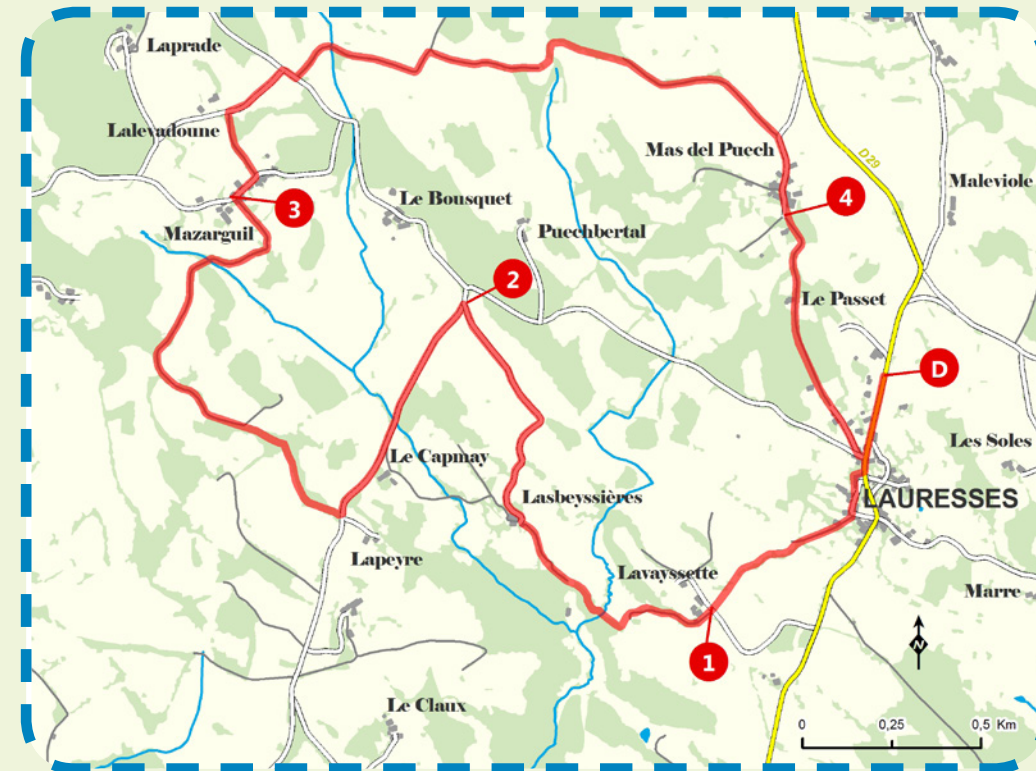 Laprade
Lalevadoune
Mas del Puech
D29
Maleviole
Le Bousquet
4
3
Mazarguil
Puechbertal
2
Le Passet
D
Les Soles
Le Capmay
Lasbeyssières
LAURESSES
Lapeyre
Lavayssette
Marre
1
N
Le Claux
0 0,25 0,5 Km